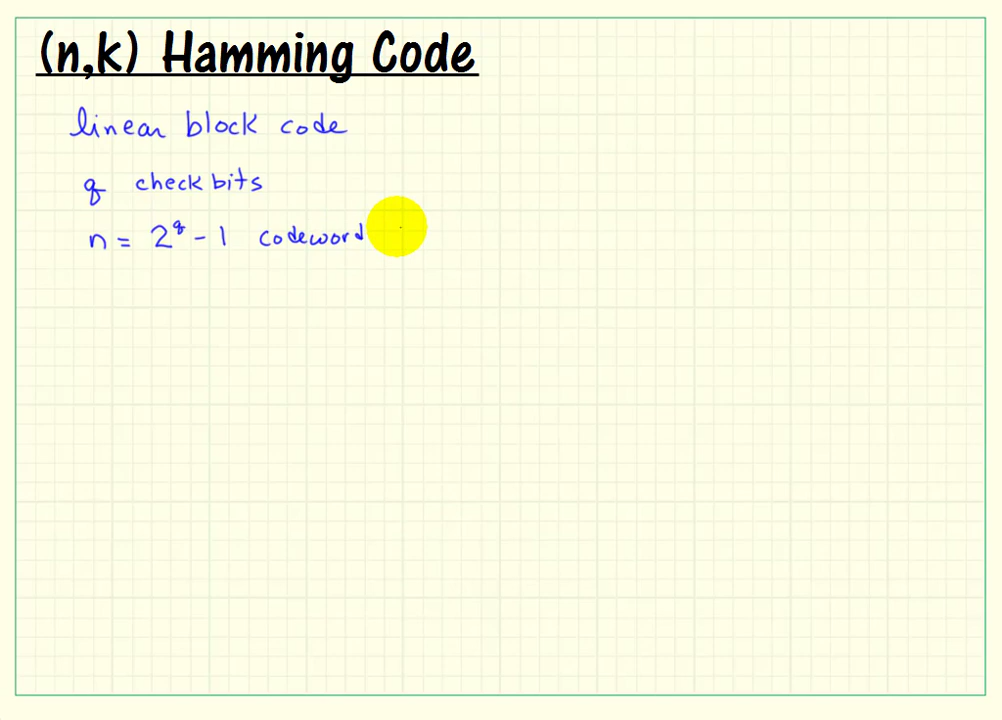 (n,k) Hamming Code
linear block code
q check bits
n = 2^q - 1 codeword